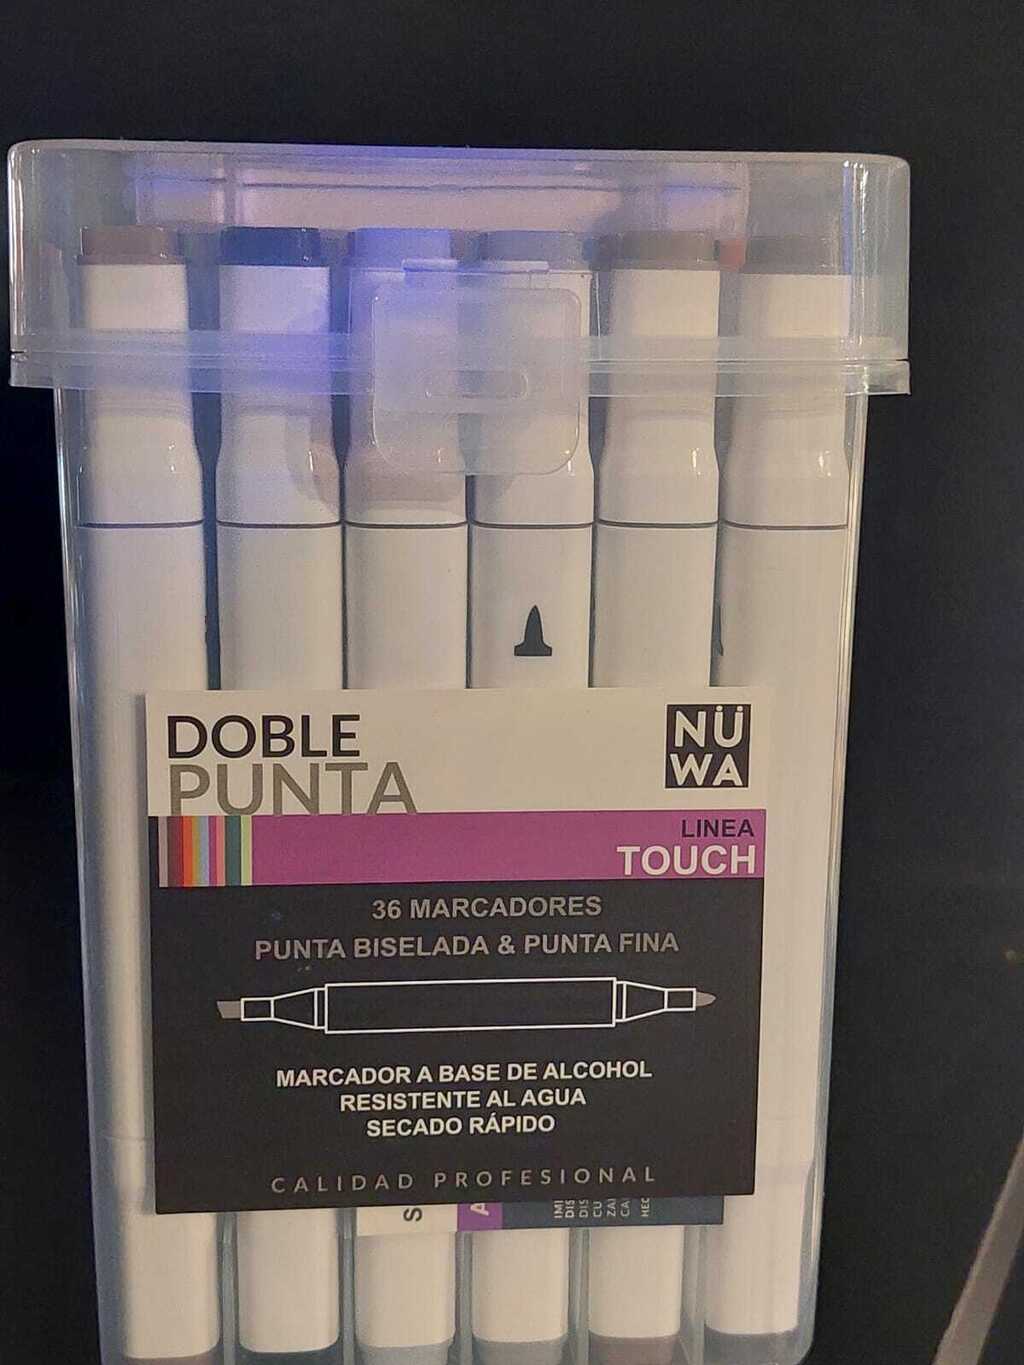 DOBLE
PUNTA
NÜ
WA
LINEA
TOUCH
36 MARCADORES
PUNTA BISELADA & PUNTA FINA
MARCADOR A BASE DE ALCOHOL
RESISTENTE AL AGUA
SECADO RÁPIDO
CALIDAD PROFESIONAL